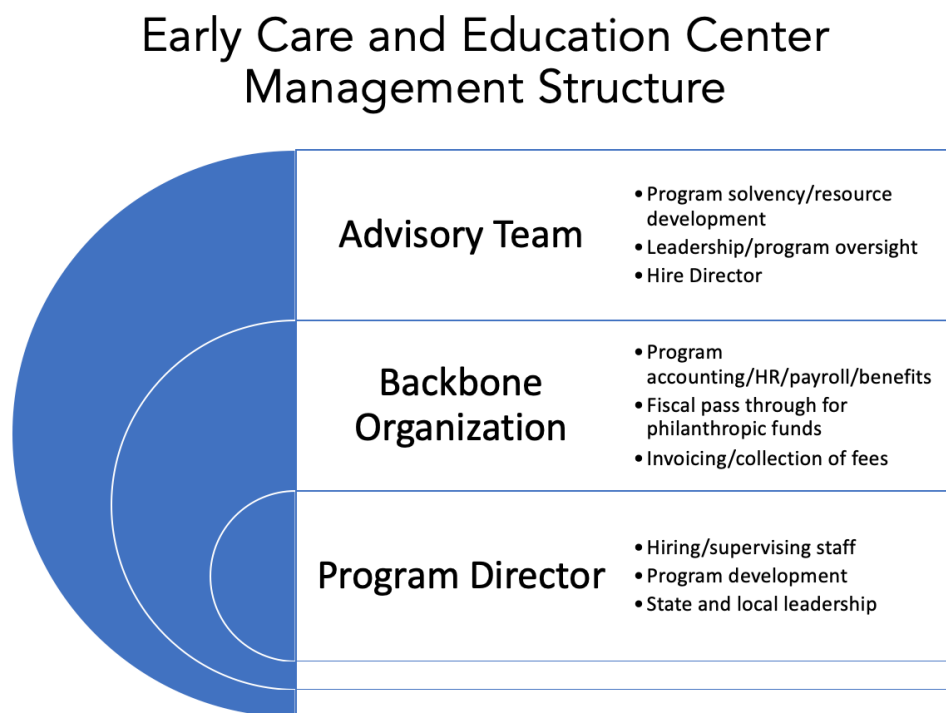 Early Care and Education Center
Management Structure
Advisory Team
• Program solvency/resource
development
• Leadership/program oversight
• Hire Director
Backbone
Organization
• Program
accounting/HR/payroll/benefits
• Fiscal pass through for
philanthropic funds
• Invoicing/collection of fees
Program Director
• Hiring/supervising staff
• Program development
• State and local leadership